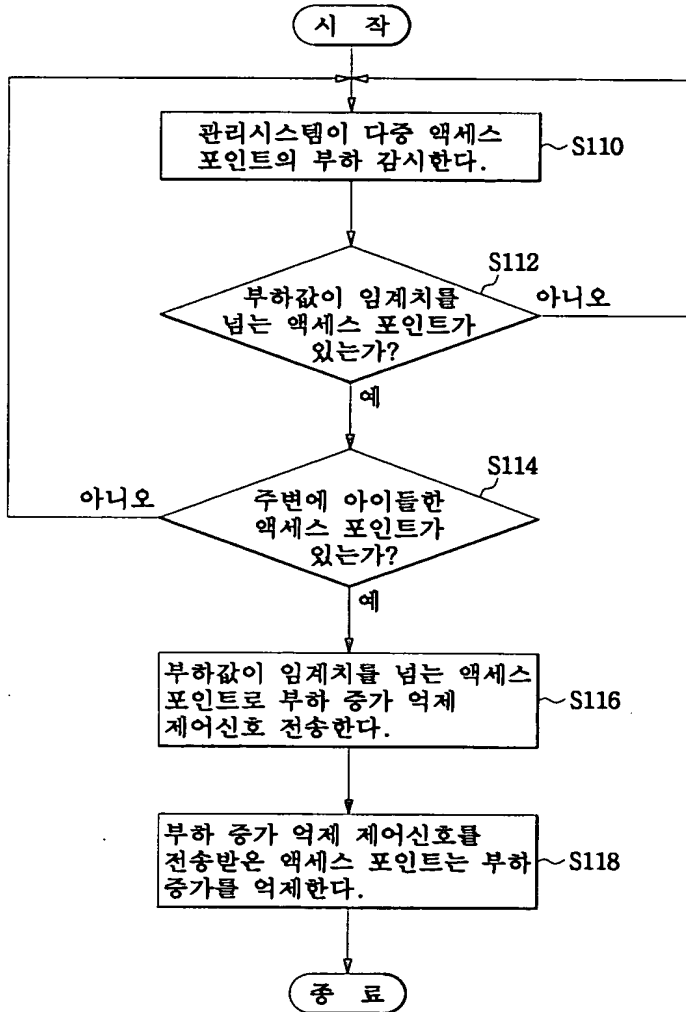 시 작
관리시스템이 다중 액세스
포인트의 부하 감시한다.
S110
S112
부하값이 임계치를
넘는 액세스 포인트가
있는가?
아니오
예
S114
아니오
주변에 아이들한
액세스 포인트가
있는가?
예
부하값이 임계치를 넘는 액세스
포인트로 부하 증가 억제
제어신호 전송한다.
S116
부하 증가 억제 제어신호를
전송받은 액세스 포인트는 부하
증가를 억제한다.
S118
종 료